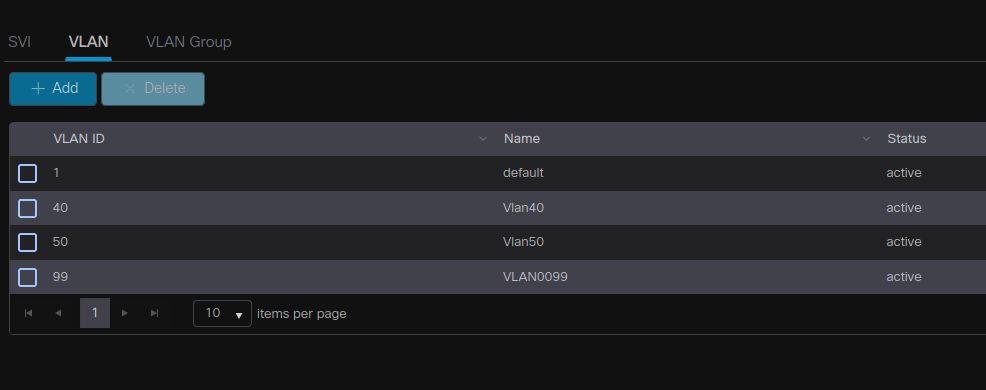 SVI VLAN VLAN Group
Add Delete
VLAN ID Name Status
1 default active
40 Vlan40 active
50 Vlan50 active
99 VLAN0099 active
1 10 items per page